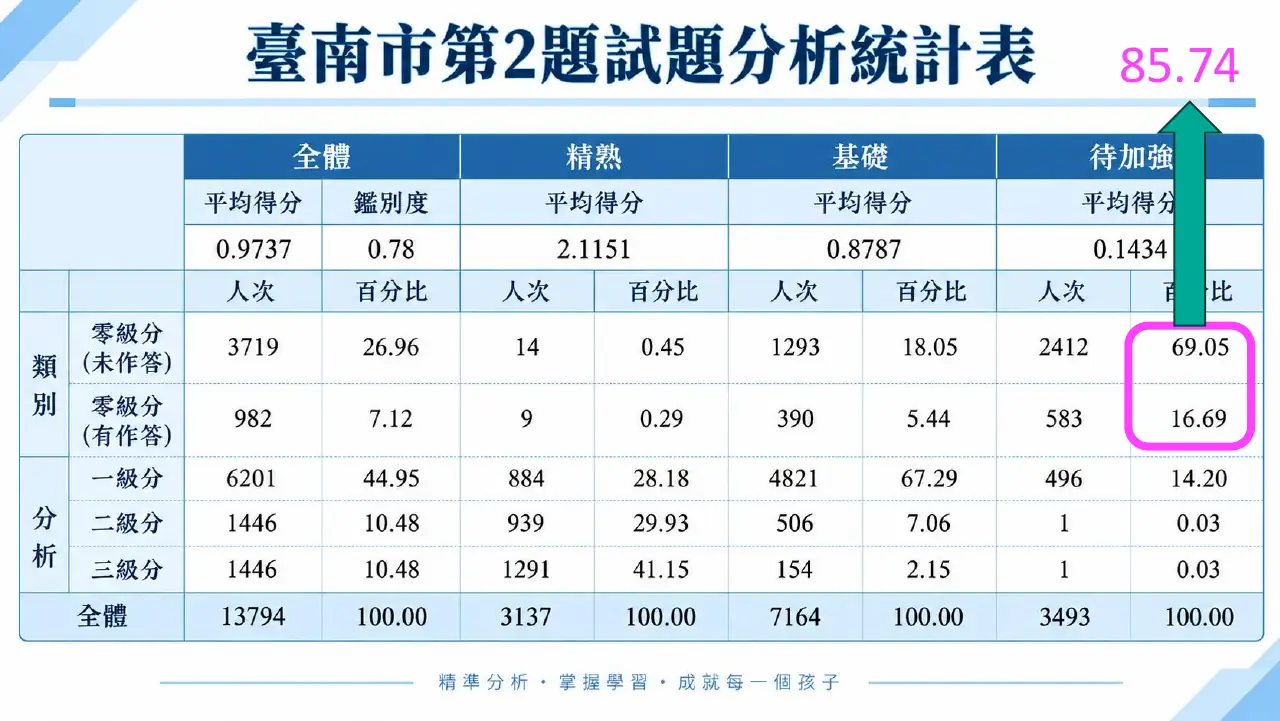 臺南市第2題試題分析統計表
85.74
全體 精熟 基礎 待加強
平均得分 鑑別度 平均得分 平均得分 平均得分
0.9737 0.78 2.1151 0.8787 0.1434
人次 百分比 人次 百分比 人次 百分比 人次 百 比
類別
零級分
(未作答) 3719 26.96 14 0.45 1293 18.05 2412 69.05
零級分
(有作答) 982 7.12 9 0.29 390 5.44 583 16.69
分析
一級分 6201 44.95 884 28.18 4821 67.29 496 14.20
二級分 1446 10.48 939 29.93 506 7.06 1 0.03
三級分 1446 10.48 1291 41.15 154 2.15 1 0.03
全體 13794 100.00 3137 100.00 7164 100.00 3493 100.00
精準分析・掌握學習・成就每一個孩子